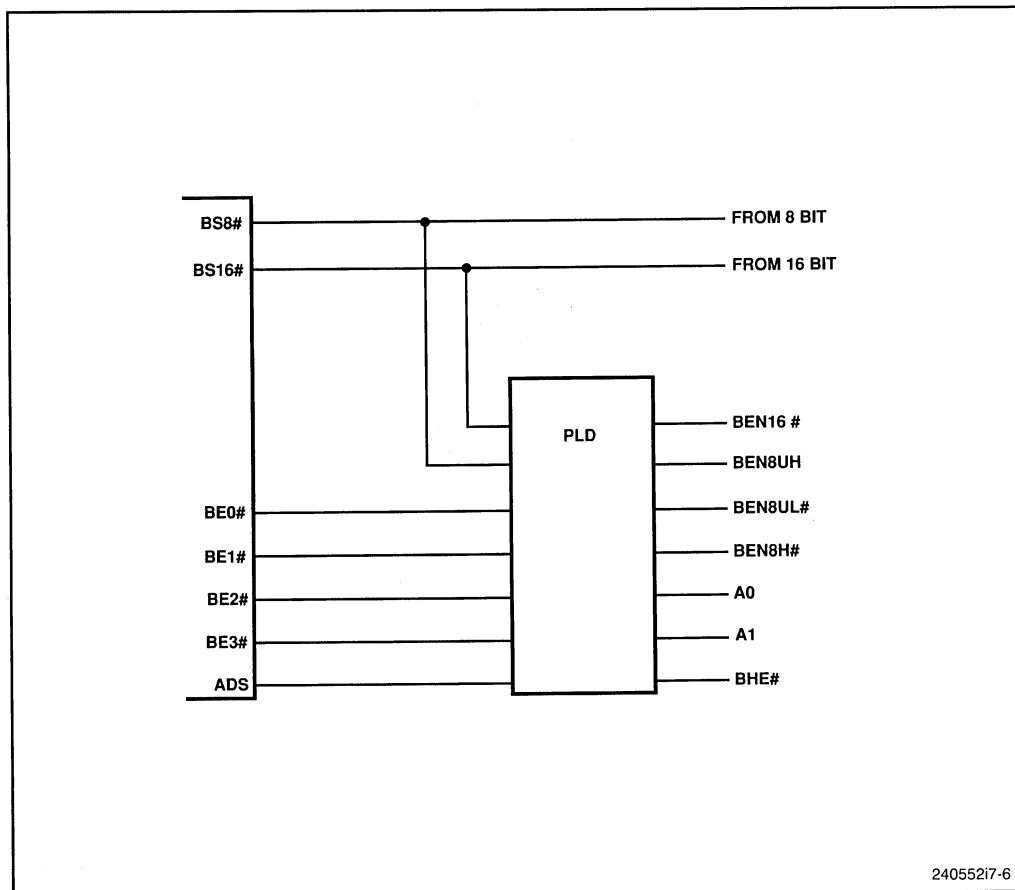 BS8#
FROM 8 BIT
BS16#
FROM 16 BIT
PLD
BEN16 #
BEN8UH
BE0#
BEN8UL#
BE1#
BEN8H#
BE2#
A0
BE3#
A1
ADS
BHE#
240552i7-6